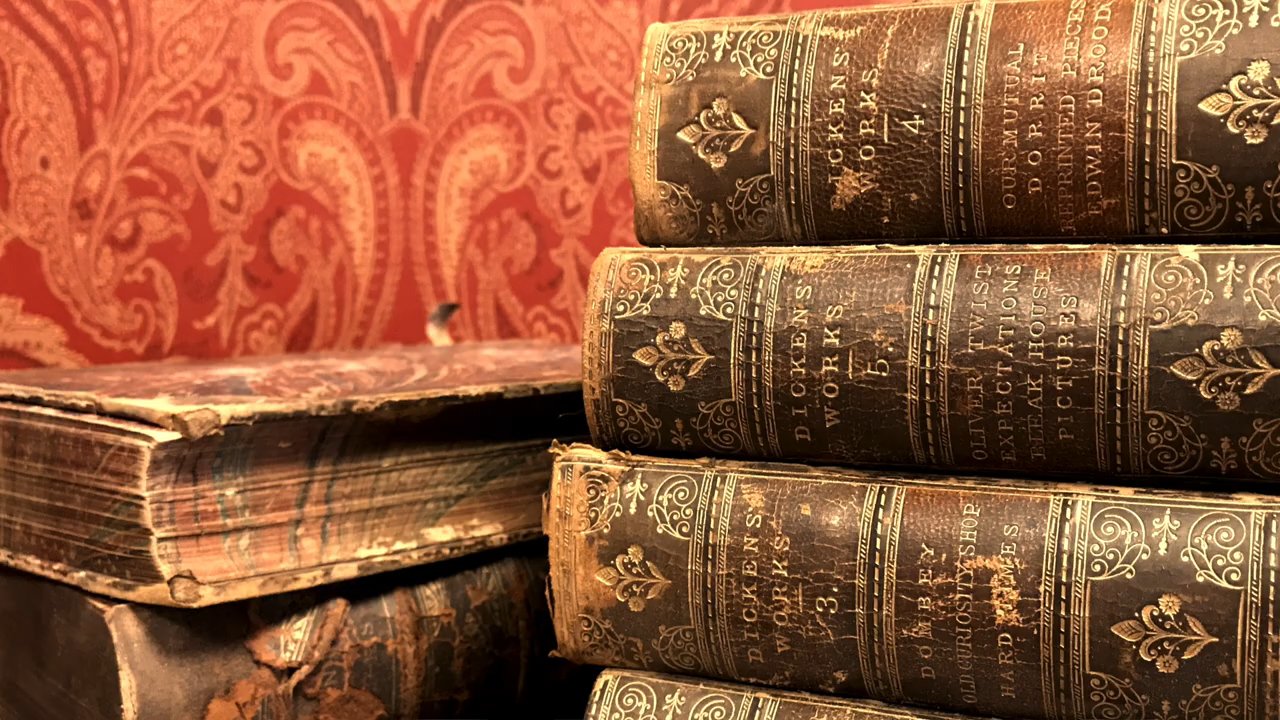 DICKENS'
WORKS.
4.
OUR MUTUAL
DORRIT
REPRINTED PIECES
EDWIN DROOD
DICKENS'
WORKS
5.
OLIVER TWIST
EXPECTATIONS
BLEAK HOUSE
PICTURES
DICKENS'
WORKS
3.
DOMBEY
OLD CURIOSITY SHOP
HARD